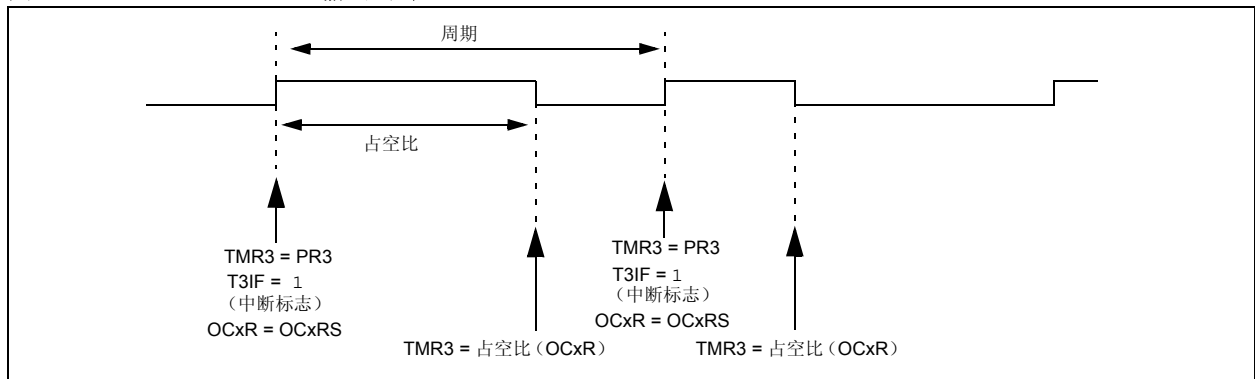 周期
占空比
TMR3 = PR3
T3IF = 1
（中断标志）
OCxR = OCxRS
TMR3 = 占空比（OCxR）
TMR3 = PR3
T3IF = 1
（中断标志）
OCxR = OCxRS
TMR3 = 占空比（OCxR）